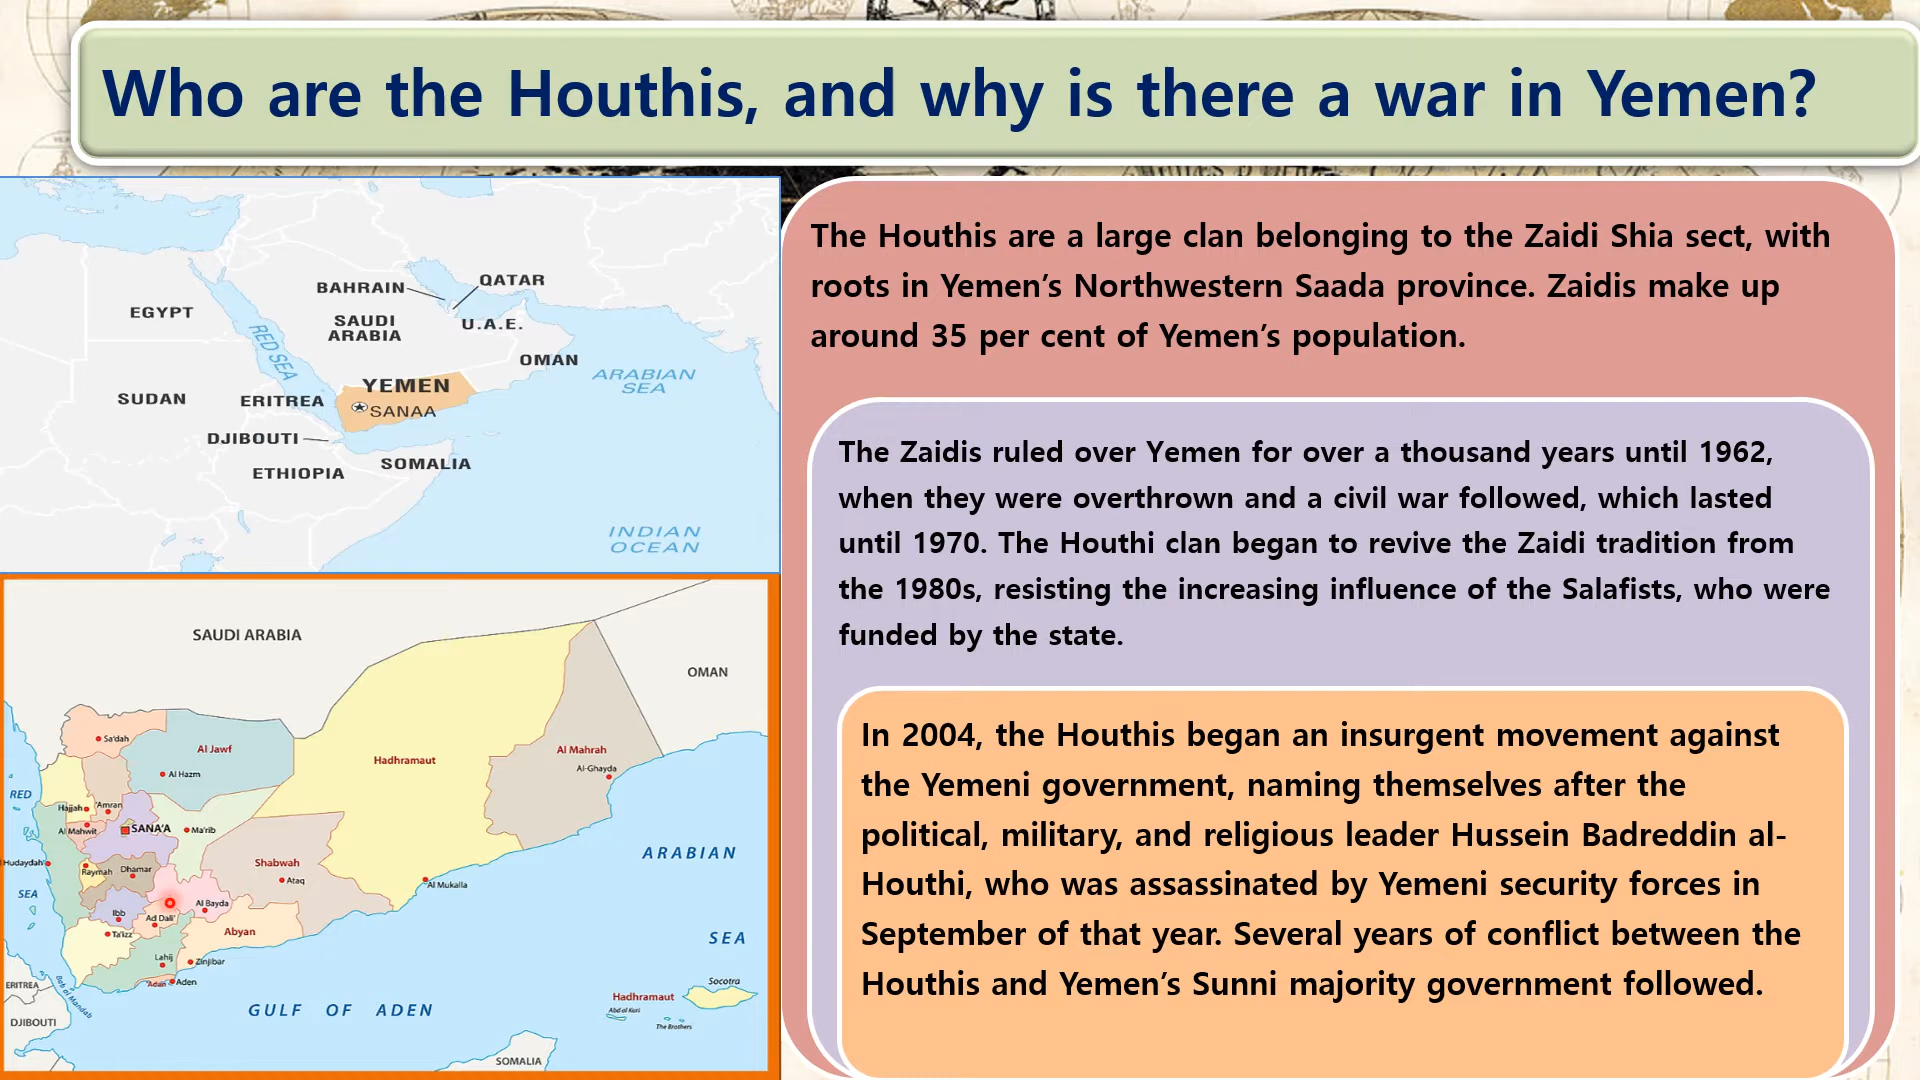 Who are the Houthis, and why is there a war in Yemen?
BAHRAIN
QATAR
EGYPT
SAUDI
ARABIA
U.A.E.
RED SEA
OMAN
ARABIAN
SEA
YEMEN
SANAA
SUDAN
ERITREA
DJIBOUTI
SOMALIA
ETHIOPIA
INDIAN
OCEAN
SAUDI ARABIA
OMAN
Sa'dah
Al Jawf
Al Hazm
Hadhramaut
Al Mahrah
Al-Ghayda
RED
Hajjah
'Amran
Al Mahwit
SANA'A
Ma'rib
Hudaydah
Raymah
Dhamar
Shabwah
Ataq
Al Mukalla
ARABIAN
SEA
Ibb
Ad Dali'
Al Bayda
Ta'izz
Abyan
SEA
Lahij
Zinjibar
'Adan
Aden
ERITREA
Bab al Mandab
DJIBOUTI
GULF OF ADEN
Socotra
Hadhramaut
Abd al Kuri
The Brothers
SOMALIA
The Houthis are a large clan belonging to the Zaidi Shia sect, with
roots in Yemen’s Northwestern Saada province. Zaidis make up
around 35 per cent of Yemen’s population.
The Zaidis ruled over Yemen for over a thousand years until 1962,
when they were overthrown and a civil war followed, which lasted
until 1970. The Houthi clan began to revive the Zaidi tradition from
the 1980s, resisting the increasing influence of the Salafists, who were
funded by the state.
In 2004, the Houthis began an insurgent movement against
the Yemeni government, naming themselves after the
political, military, and religious leader Hussein Badreddin al-
Houthi, who was assassinated by Yemeni security forces in
September of that year. Several years of conflict between the
Houthis and Yemen’s Sunni majority government followed.